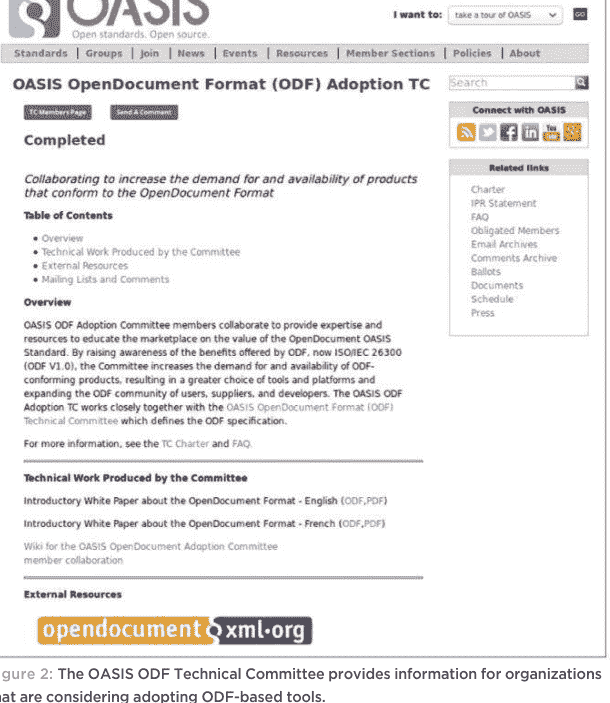 OASIS
Open standards. Open source.
I want to: take a tour of OASIS GO
Standards | Groups | Join | News | Events | Resources | Member Sections | Policies | About
OASIS OpenDocument Format (ODF) Adoption TC
Search
TC Members Page Send A Comment
Connect with OASIS
Completed
Collaborating to increase the demand for and availability of products
that conform to the OpenDocument Format
Table of Contents
• Overview
• Technical Work Produced by the Committee
• External Resources
• Mailing Lists and Comments
Related links
Charter
IPR Statement
FAQ
Obligated Members
Email Archives
Comments Archive
Ballots
Documents
Schedule
Press
Overview
OASIS ODF Adoption Committee members collaborate to provide expertise and
resources to educate the marketplace on the value of the OpenDocument OASIS
Standard. By raising awareness of the benefits offered by ODF, now ISO/IEC 26300
(ODF V1.0), the Committee increases the demand for and availability of ODF-
conforming products, resulting in a greater choice of tools and platforms and
expanding the ODF community of users, suppliers, and developers. The OASIS ODF
Adoption TC works closely together with the OASIS OpenDocument Format (ODF)
Technical Committee which defines the ODF specification.
For more information, see the TC Charter and FAQ.
Technical Work Produced by the Committee
Introductory White Paper about the OpenDocument Format - English (ODF,PDF)
Introductory White Paper about the OpenDocument Format - French (ODF,PDF)
Wiki for the OASIS OpenDocument Adoption Committee
member collaboration
External Resources
opendocument xml·org
gure 2: The OASIS ODF Technical Committee provides information for organizations
at are considering adopting ODF-based tools.